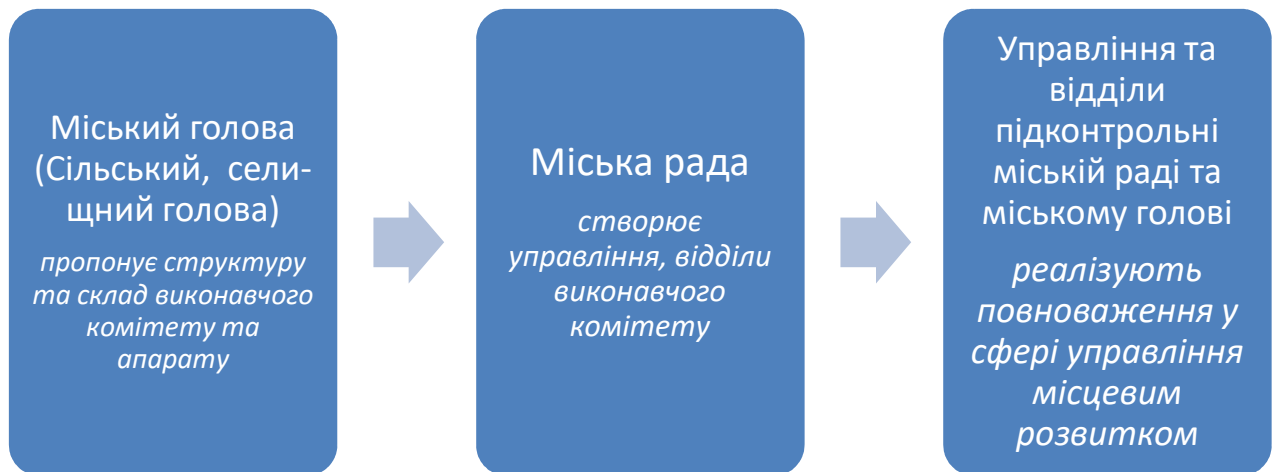 Міський голова
(Сільський, сели-
щний голова)
пропонує структуру
та склад виконавчого
комітету та
апарату
Міська рада
створює
управління, відділи
виконавчого
комітету
Управління та
відділи
підконтрольні
міській раді та
міському голові
реалізують
повноваження у
сфері управління
місцевим
розвитком